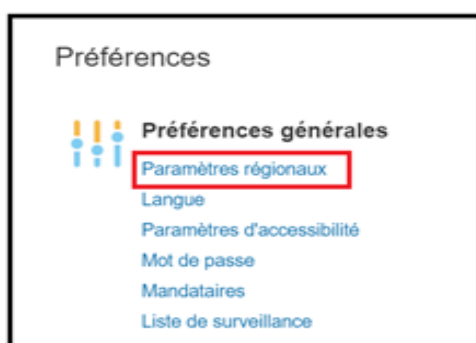 Préférences
Préférences générales
Paramètres régionaux
Langue
Paramètres d'accessibilité
Mot de passe
Mandataires
Liste de surveillance